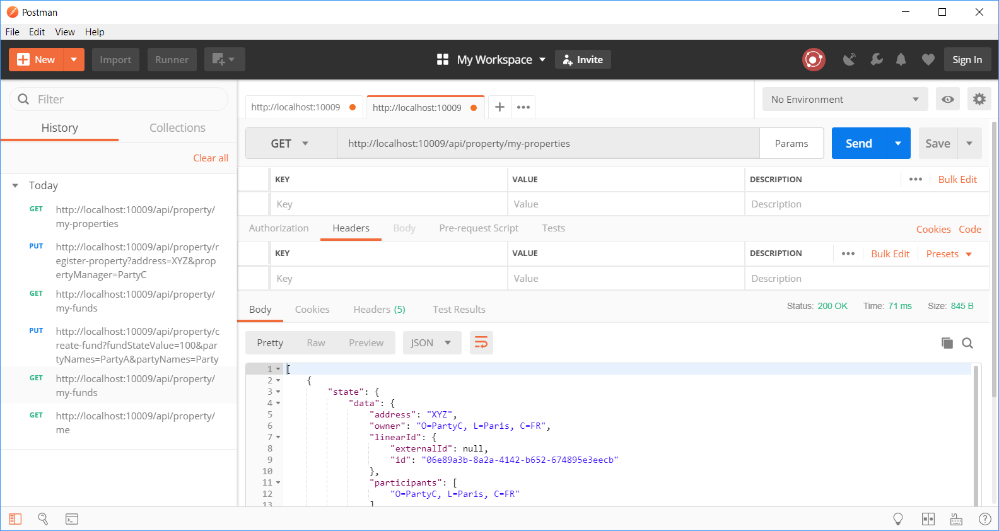 Postman
File Edit View Help
New Import Runner My Workspace Invite Sign In
Filter
History Collections
Clear all
Today
GET http://localhost:10009/api/property/
my-properties
PUT http://localhost:10009/api/property/r
egister-property?address=XYZ&prop
ertyManager=PartyC
GET http://localhost:10009/api/property/
my-funds
PUT http://localhost:10009/api/property/c
reate-fund?fundStateValue=100&par
tyNames=PartyA&partyNames=Party
GET http://localhost:10009/api/property/
my-funds
GET http://localhost:10009/api/property/
me
http://localhost:10009 http://localhost:10009 No Environment
GET http://localhost:10009/api/property/my-properties Params Send Save
KEY VALUE DESCRIPTION Bulk Edit
Key Value Description
Authorization Headers Body Pre-request Script Tests Cookies Code
KEY VALUE DESCRIPTION Bulk Edit Presets
Key Value Description
Body Cookies Headers (5) Test Results Status: 200 OK Time: 71 ms Size: 845 B
Pretty Raw Preview JSON
1 [
2 {
3 "state": {
4 "data": {
5 "address": "XYZ",
6 "owner": "O=PartyC, L=Paris, C=FR",
7 "linearId": {
8 "externalId": null,
9 "id": "06e89a3b-8a2a-4142-b652-674895e3eecb"
10 },
11 "participants": [
12 "O=PartyC, L=Paris, C=FR"
13 ]